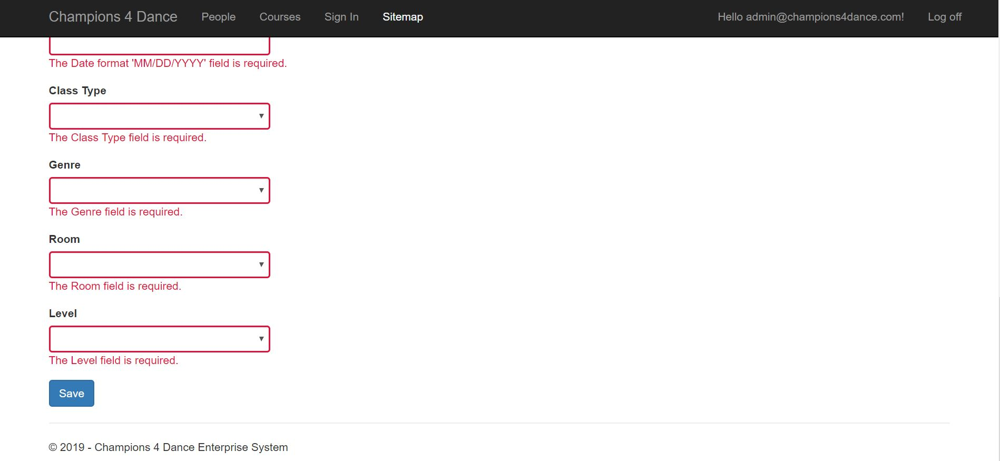 Champions 4 Dance People Courses Sign In Sitemap Hello admin@champions4dance.com! Log off
The Date format 'MM/DD/YYYY' field is required.
Class Type
The Class Type field is required.
Genre
The Genre field is required.
Room
The Room field is required.
Level
The Level field is required.
Save
© 2019 - Champions 4 Dance Enterprise System